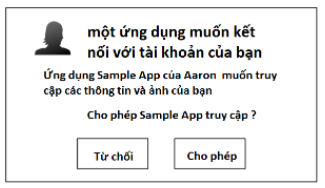 một ứng dụng muốn kết
nối với tài khoản của bạn
Ứng dụng Sample App của Aaron muốn truy
cập các thông tin và ảnh của bạn
Cho phép Sample App truy cập ?
Từ chối
Cho phép